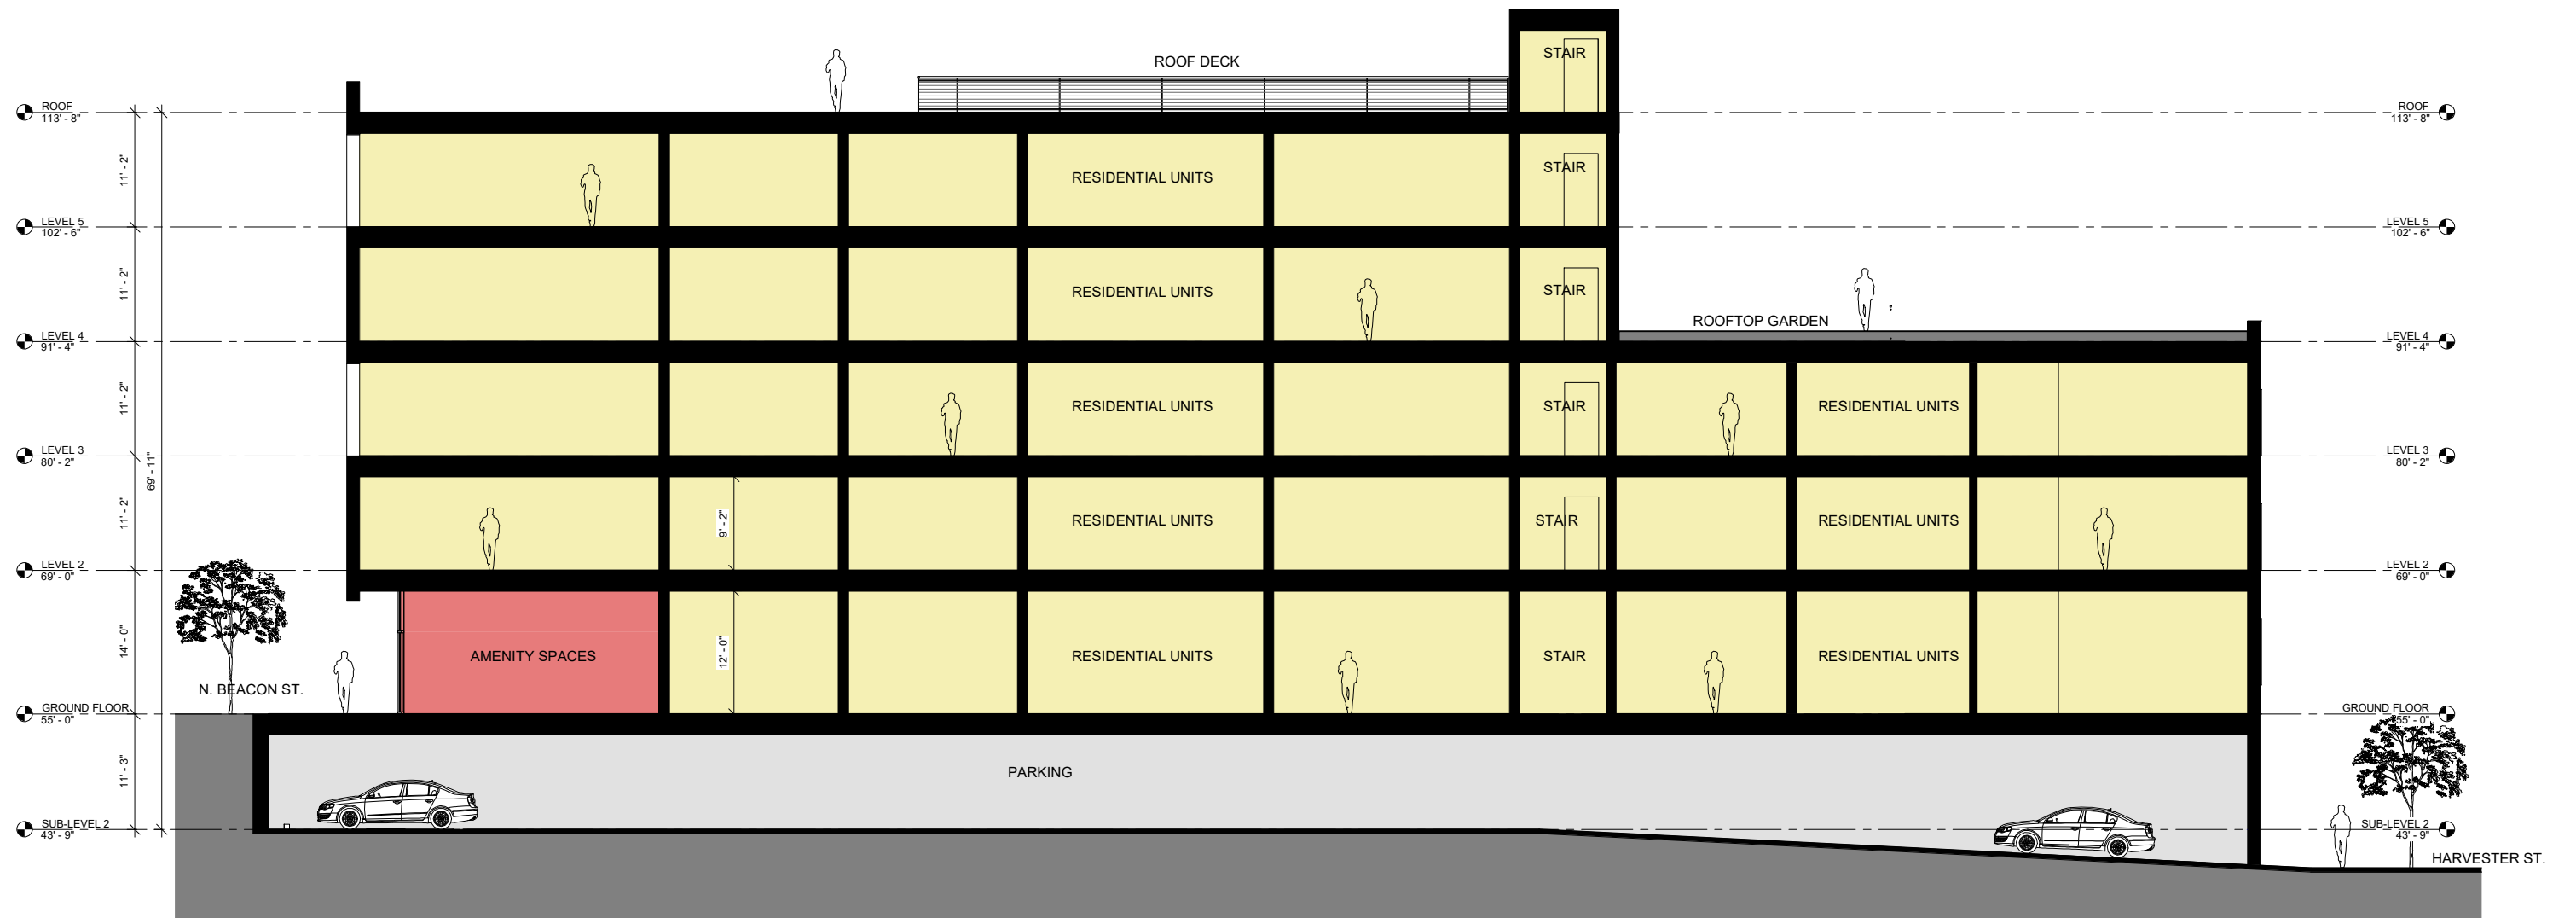 ROOF DECK
STAIR
ROOF
113' - 8"
ROOF
113' - 8"
11' - 2"
RESIDENTIAL UNITS
STAIR
LEVEL 5
102' - 6"
LEVEL 5
102' - 6"
11' - 2"
RESIDENTIAL UNITS
STAIR
ROOFTOP GARDEN
LEVEL 4
91' - 4"
LEVEL 4
91' - 4"
11' - 2"
RESIDENTIAL UNITS
STAIR
RESIDENTIAL UNITS
LEVEL 3
80' - 2"
LEVEL 3
80' - 2"
69' - 11"
11' - 2"
9' - 2"
RESIDENTIAL UNITS
STAIR
RESIDENTIAL UNITS
LEVEL 2
69' - 0"
LEVEL 2
69' - 0"
14' - 0"
AMENITY SPACES
12' - 0"
RESIDENTIAL UNITS
STAIR
RESIDENTIAL UNITS
N. BEACON ST.
GROUND FLOOR
55' - 0"
GROUND FLOOR
55' - 0"
11' - 3"
PARKING
SUB-LEVEL 2
43' - 9"
SUB-LEVEL 2
43' - 9"
HARVESTER ST.